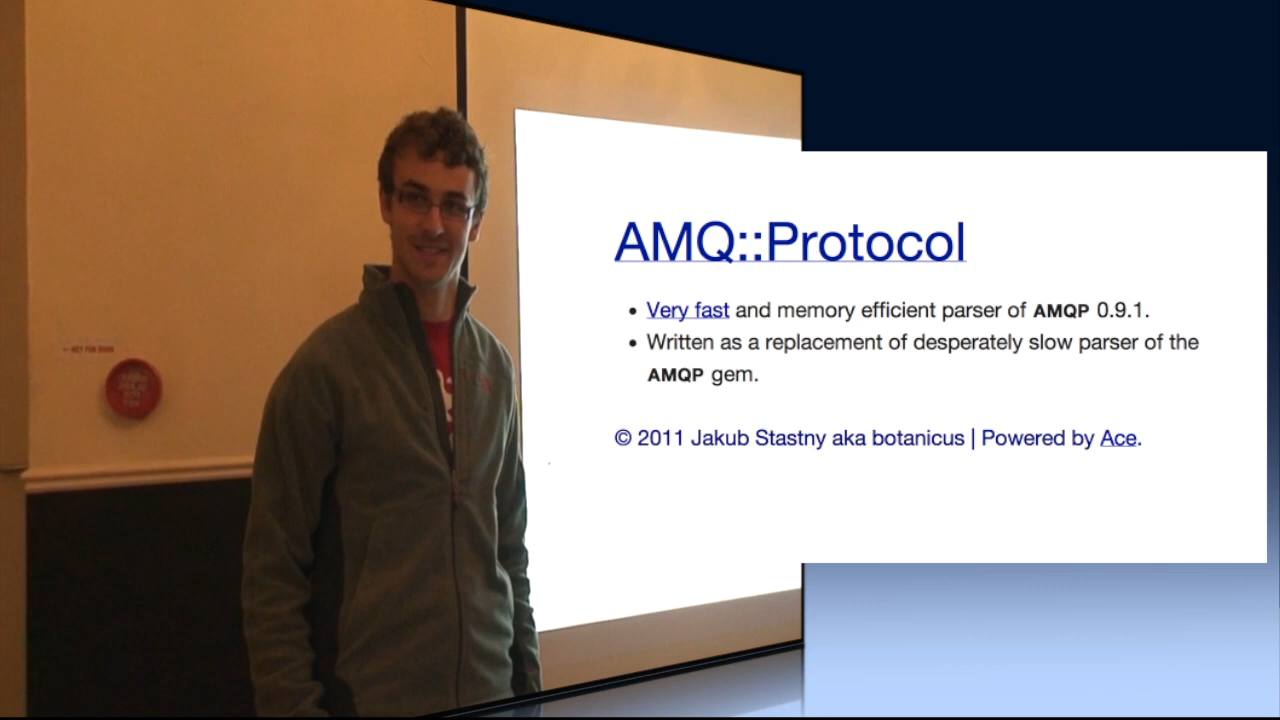 AMQ::Protocol
• Very fast and memory efficient parser of AMQP 0.9.1.
• Written as a replacement of desperately slow parser of the
AMQP gem.
© 2011 Jakub Stastny aka botanicus | Powered by Ace.